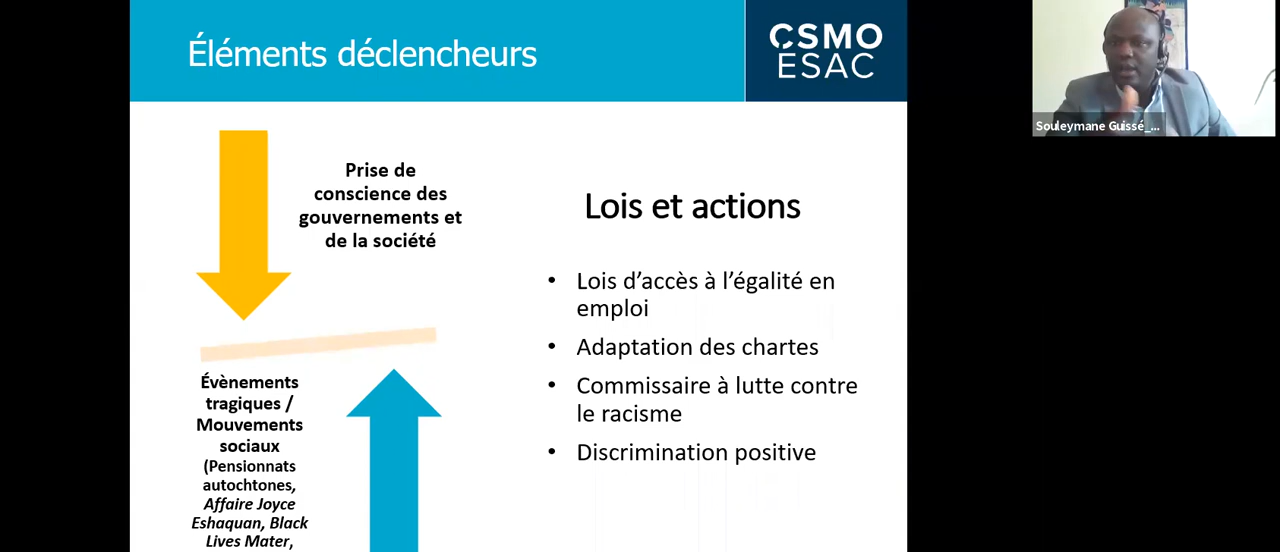 Éléments déclencheurs
CSMO
ÉSAC
Souleymane Guissé_...
Prise de
conscience des
gouvernements et
de la société
Lois et actions
• Lois d’accès à l’égalité en
emploi
• Adaptation des chartes
• Commissaire à lutte contre
le racisme
• Discrimination positive
Évènements
tragiques /
Mouvements
sociaux
(Pensionnats
autochtones,
Affaire Joyce
Eshaquan, Black
Lives Mater,